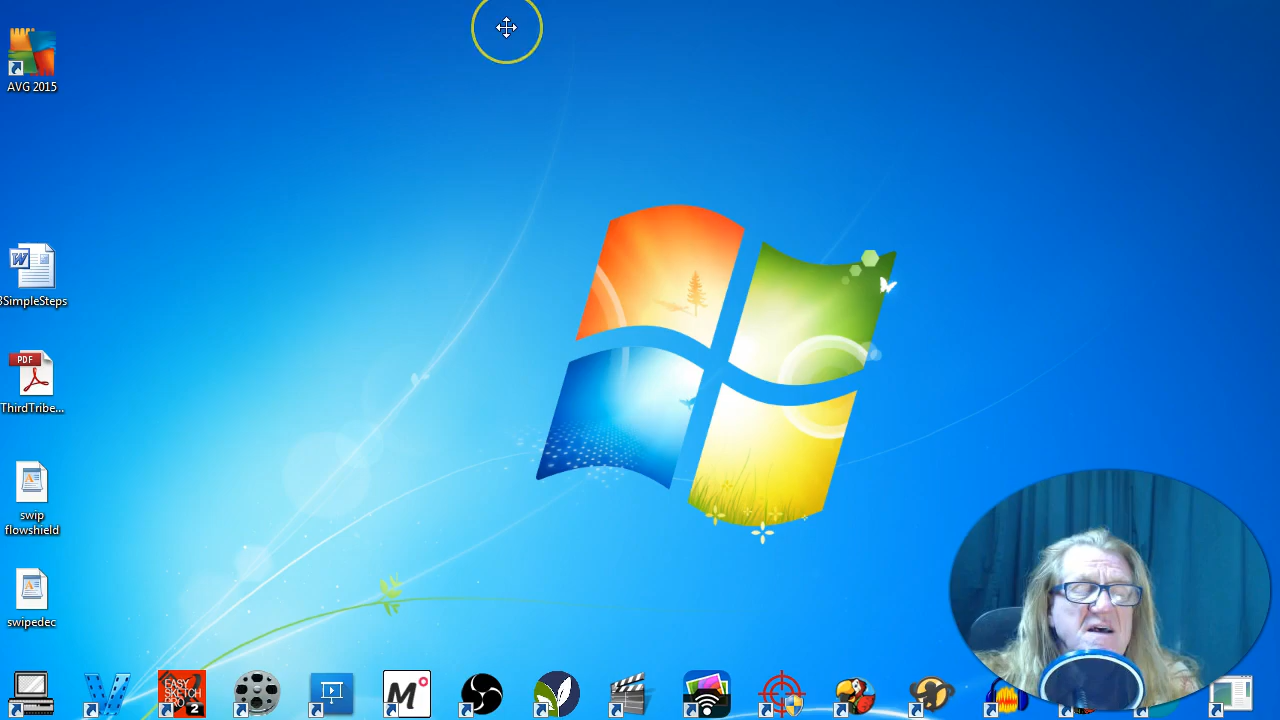 AVG 2015
3SimpleSteps
PDF
ThirdTribe...
swip
flowshield
swipedec
EASY
SKETCH
PRO
2
M